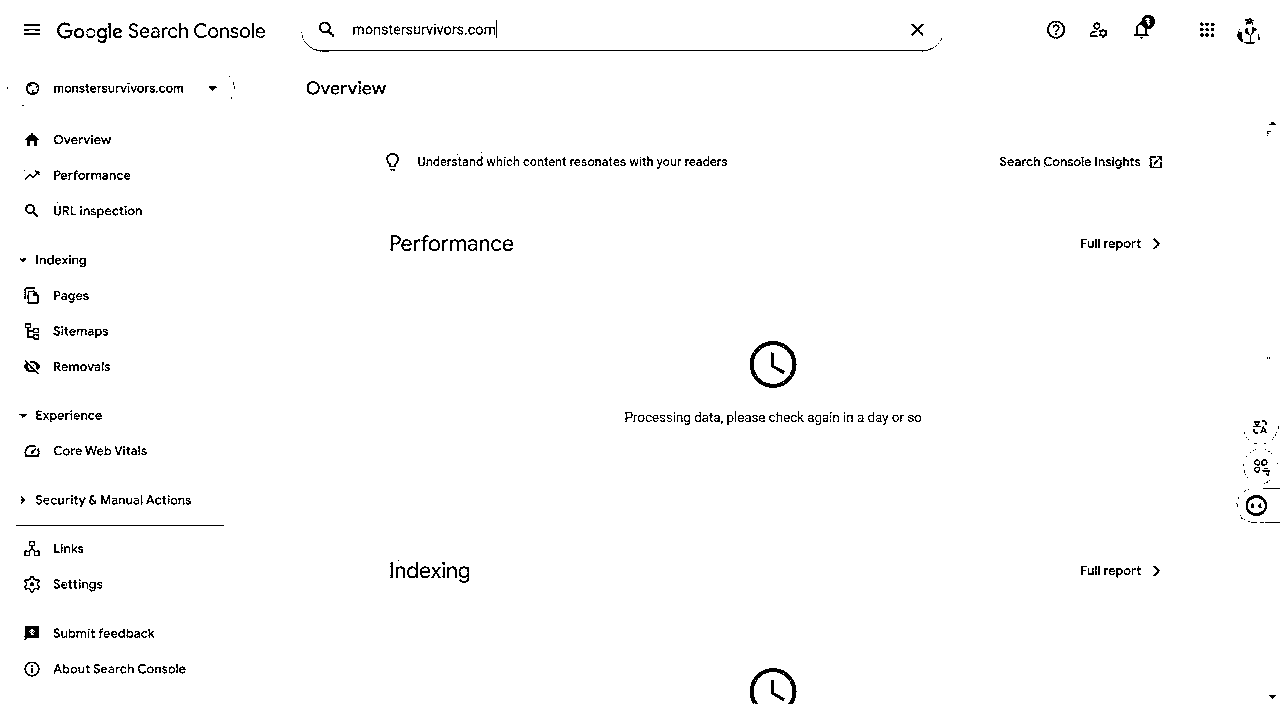 Google Search Console
monstersurvivors.com
monstersurvivors.com
Overview
Overview
Performance
URL inspection
Indexing
Pages
Sitemaps
Removals
Experience
Core Web Vitals
Security & Manual Actions
Links
Settings
Submit feedback
About Search Console
Understand which content resonates with your readers
Search Console Insights
Performance
Full report
Processing data, please check again in a day or so
Indexing
Full report